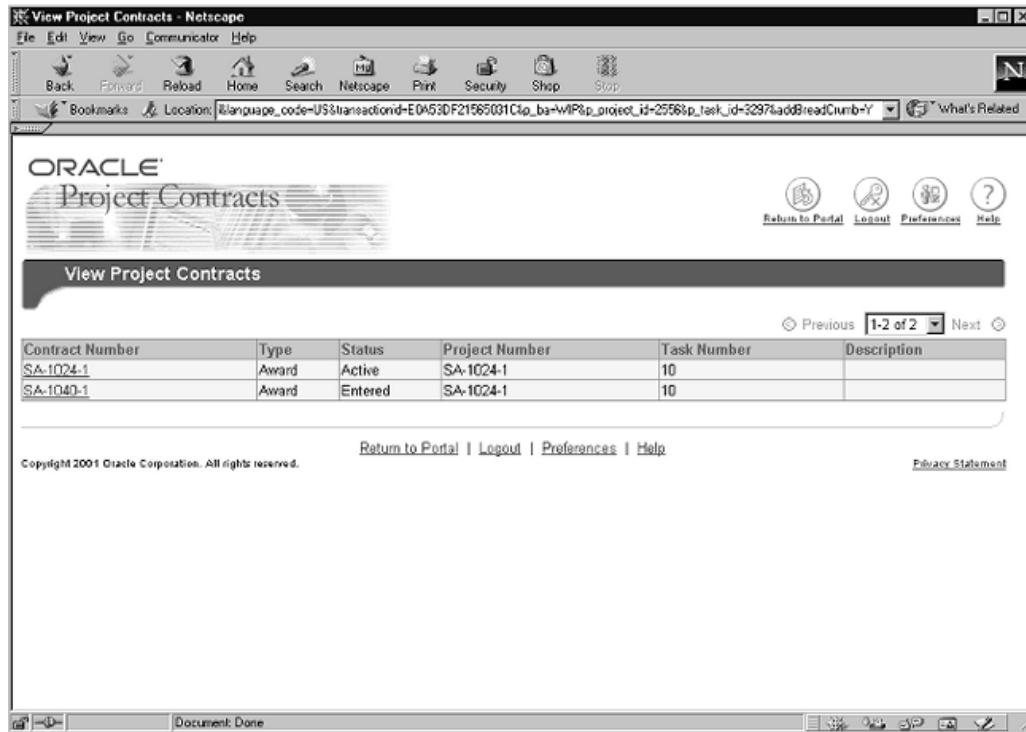 View Project Contracts - Netscape
File Edit View Go Communicator Help
Back Forward Reload Home Search Netscape Print Security Shop Stop
Bookmarks Location: &language_code=US&transactionid=E0A53DF21565031C&p_ba=WIP&p_project_id=2556&p_task_id=3297&addBreadCrumb=Y What's Related
ORACLE
Project Contracts
Return to Portal Logout Preferences Help
View Project Contracts
Previous 1-2 of 2 Next
Contract Number Type Status Project Number Task Number Description
SA-1024-1 Award Active SA-1024-1 10
SA-1040-1 Award Entered SA-1024-1 10
Return to Portal | Logout | Preferences | Help
Copyright 2001 Oracle Corporation. All rights reserved. Privacy Statement
Document: Done